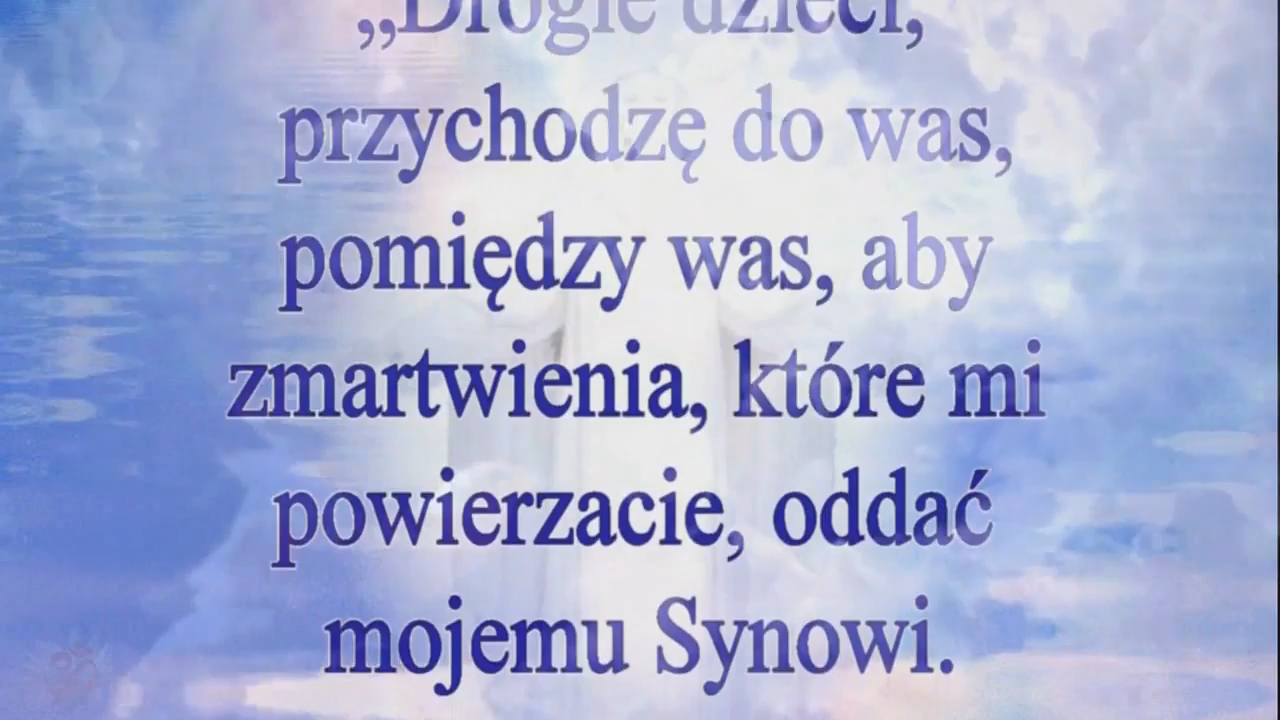 „Drogie dzieci,
przychodzę do was,
pomiędzy was, aby
zmartwienia, które mi
powierzacie, oddać
mojemu Synowi.